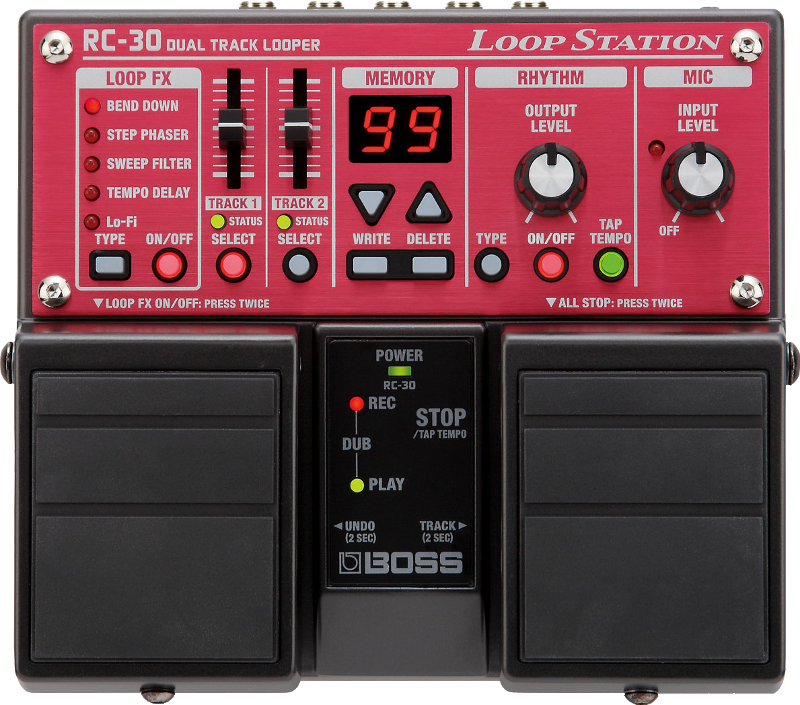 RC-30 DUAL TRACK LOOPER
LOOP STATION
LOOP FX
MEMORY
RHYTHM
MIC
BEND DOWN
STEP PHASER
SWEEP FILTER
TEMPO DELAY
Lo-Fi
TYPE
ON/OFF
TRACK 1
STATUS
SELECT
TRACK 2
STATUS
SELECT
99
WRITE
DELETE
OUTPUT
LEVEL
TYPE
ON/OFF
TAP
TEMPO
INPUT
LEVEL
OFF
▼LOOP FX ON/OFF: PRESS TWICE
▼ALL STOP: PRESS TWICE
POWER
RC-30
REC
STOP
/TAP TEMPO
DUB
PLAY
◄UNDO
(2 SEC)
TRACK►
(2 SEC)
BOSS